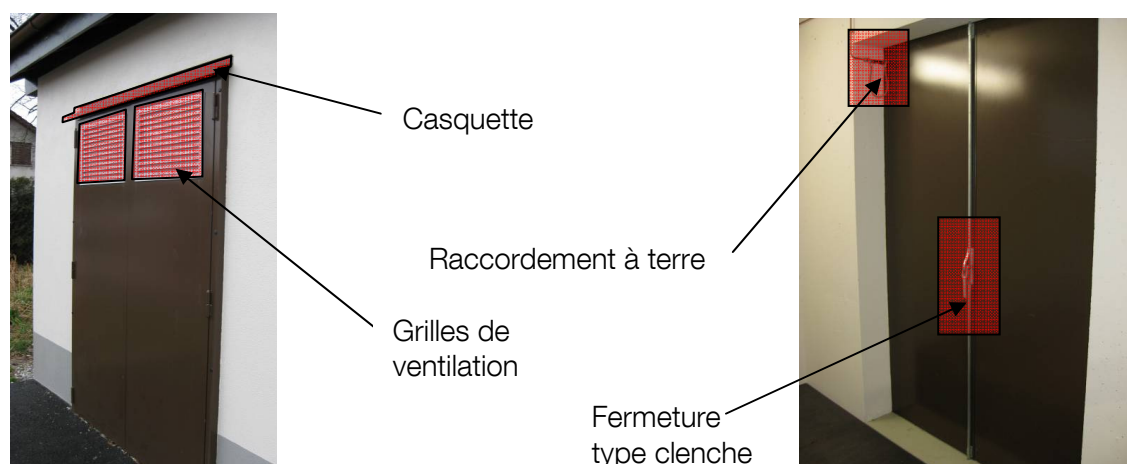 Casquette
Raccordement à terre
Grilles de
ventilation
Fermeture
type clenche